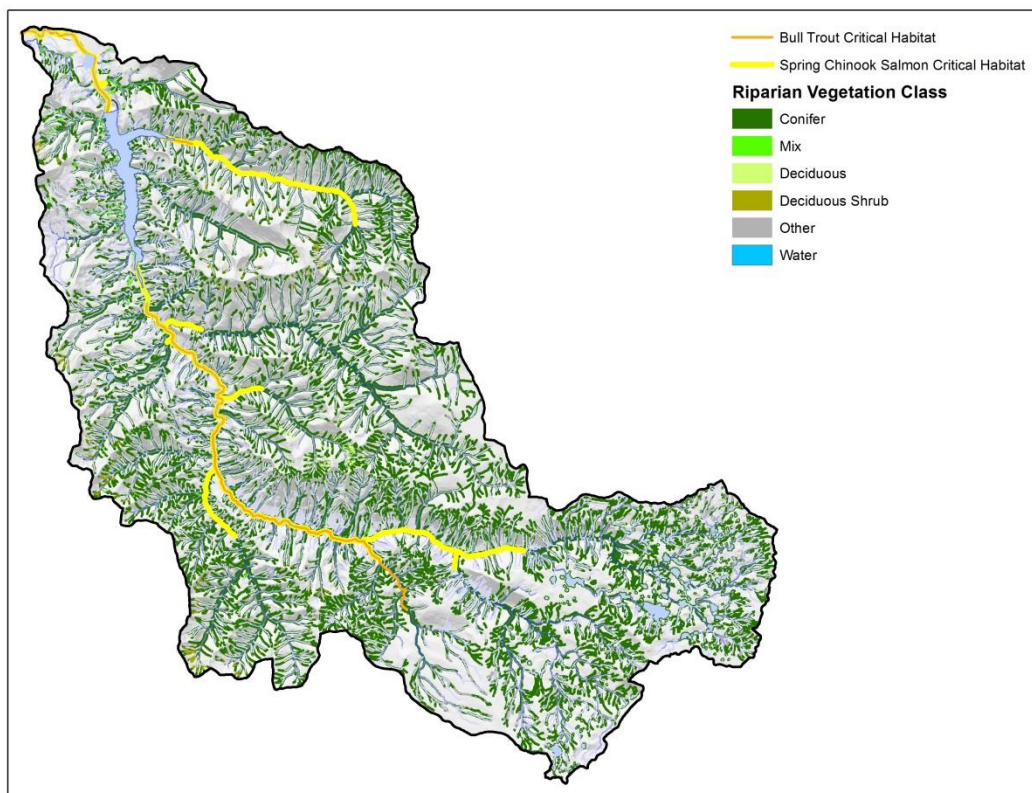 Bull Trout Critical Habitat
Spring Chinook Salmon Critical Habitat
Riparian Vegetation Class
Conifer
Mix
Deciduous
Deciduous Shrub
Other
Water